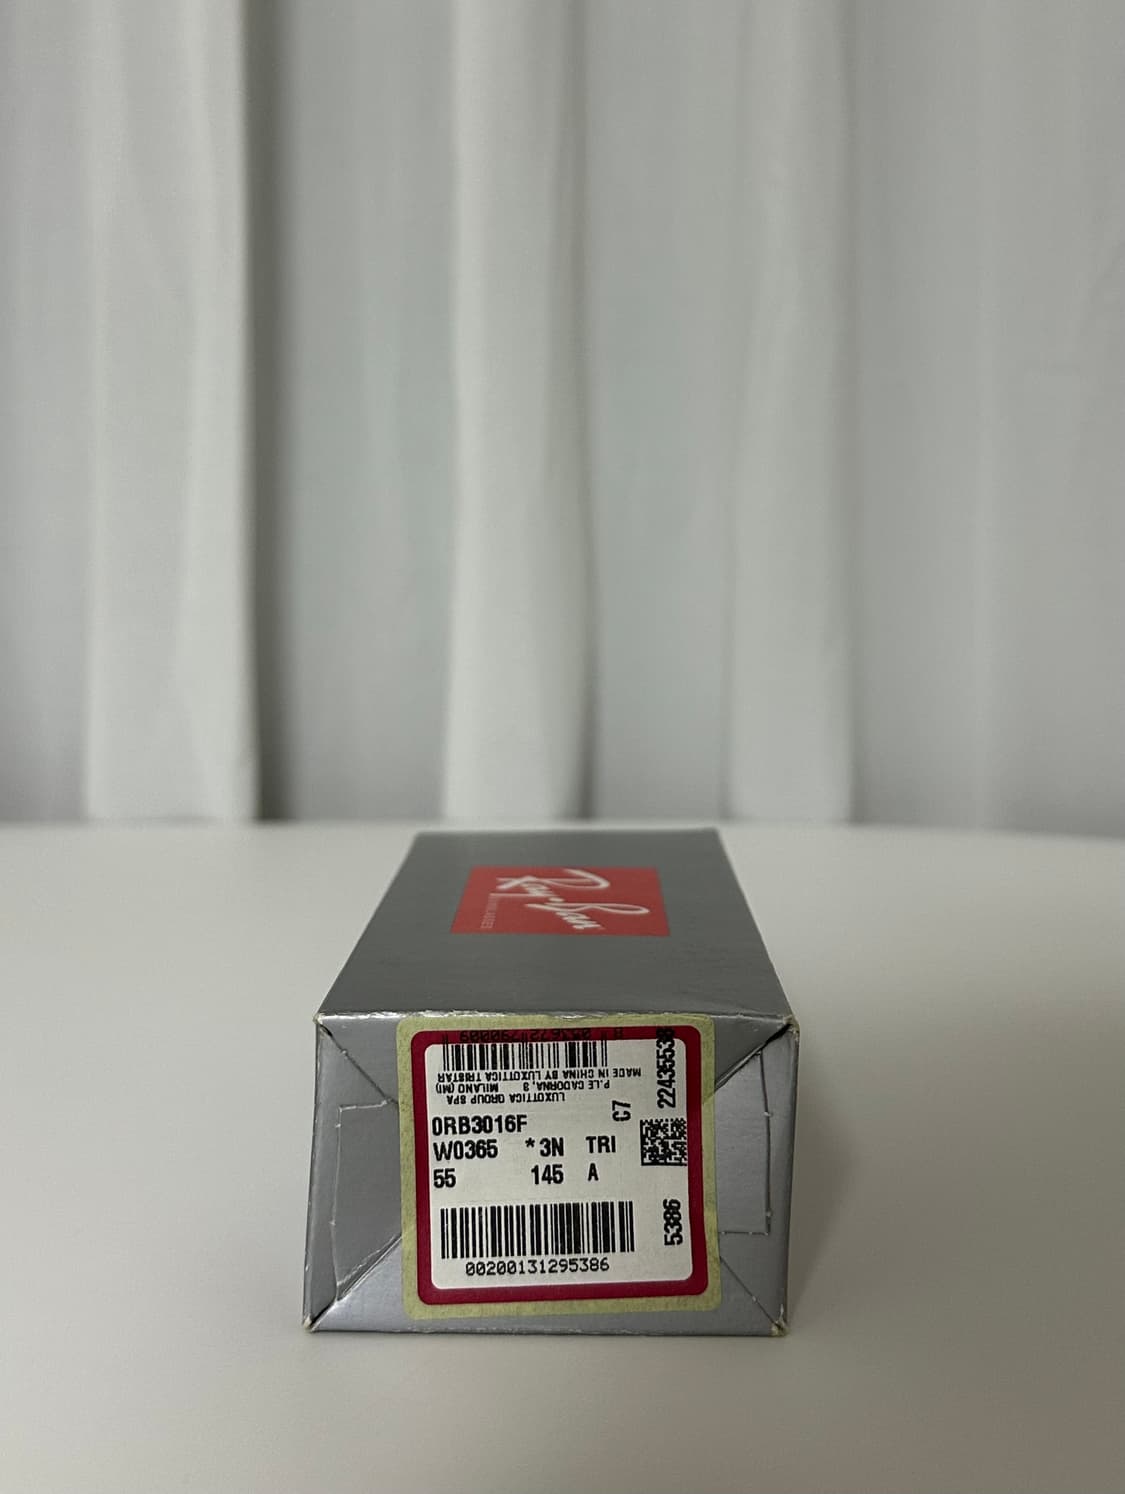 Ray-Ban
053672179000609
MADE IN CHINA BY LUXOTTICA TRISTAR
P.LE CADORNA, 3 MILANO (MI)
LUXOTTICA GROUP SPA
0RB3016F
C7
W0365 *3N TRI
55 145 A
00200131295386
5386